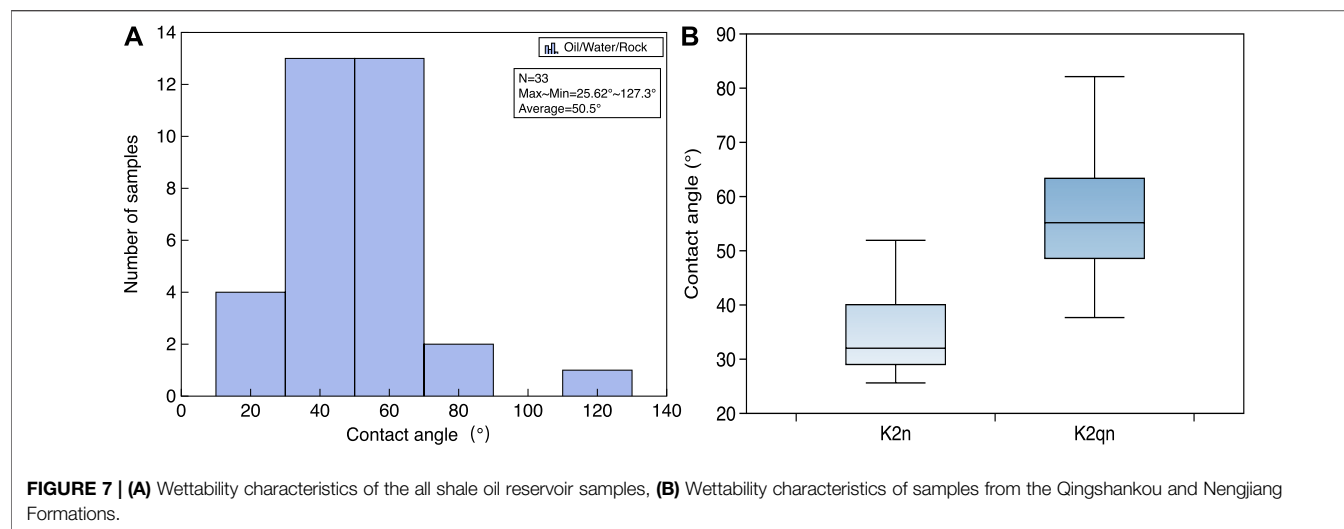 A
14
12
10
8
6
4
2
0
Number of samples
0 20 40 60 80 100 120 140
Contact angle (°)
Oil/Water/Rock
N=33
Max~Min=25.62°~127.3°
Average=50.5°
B
90
80
70
60
50
40
30
20
Contact angle (°)
K2n K2qn
FIGURE 7 | (A) Wettability characteristics of the all shale oil reservoir samples, (B) Wettability characteristics of samples from the Qingshankou and Nengjiang
Formations.